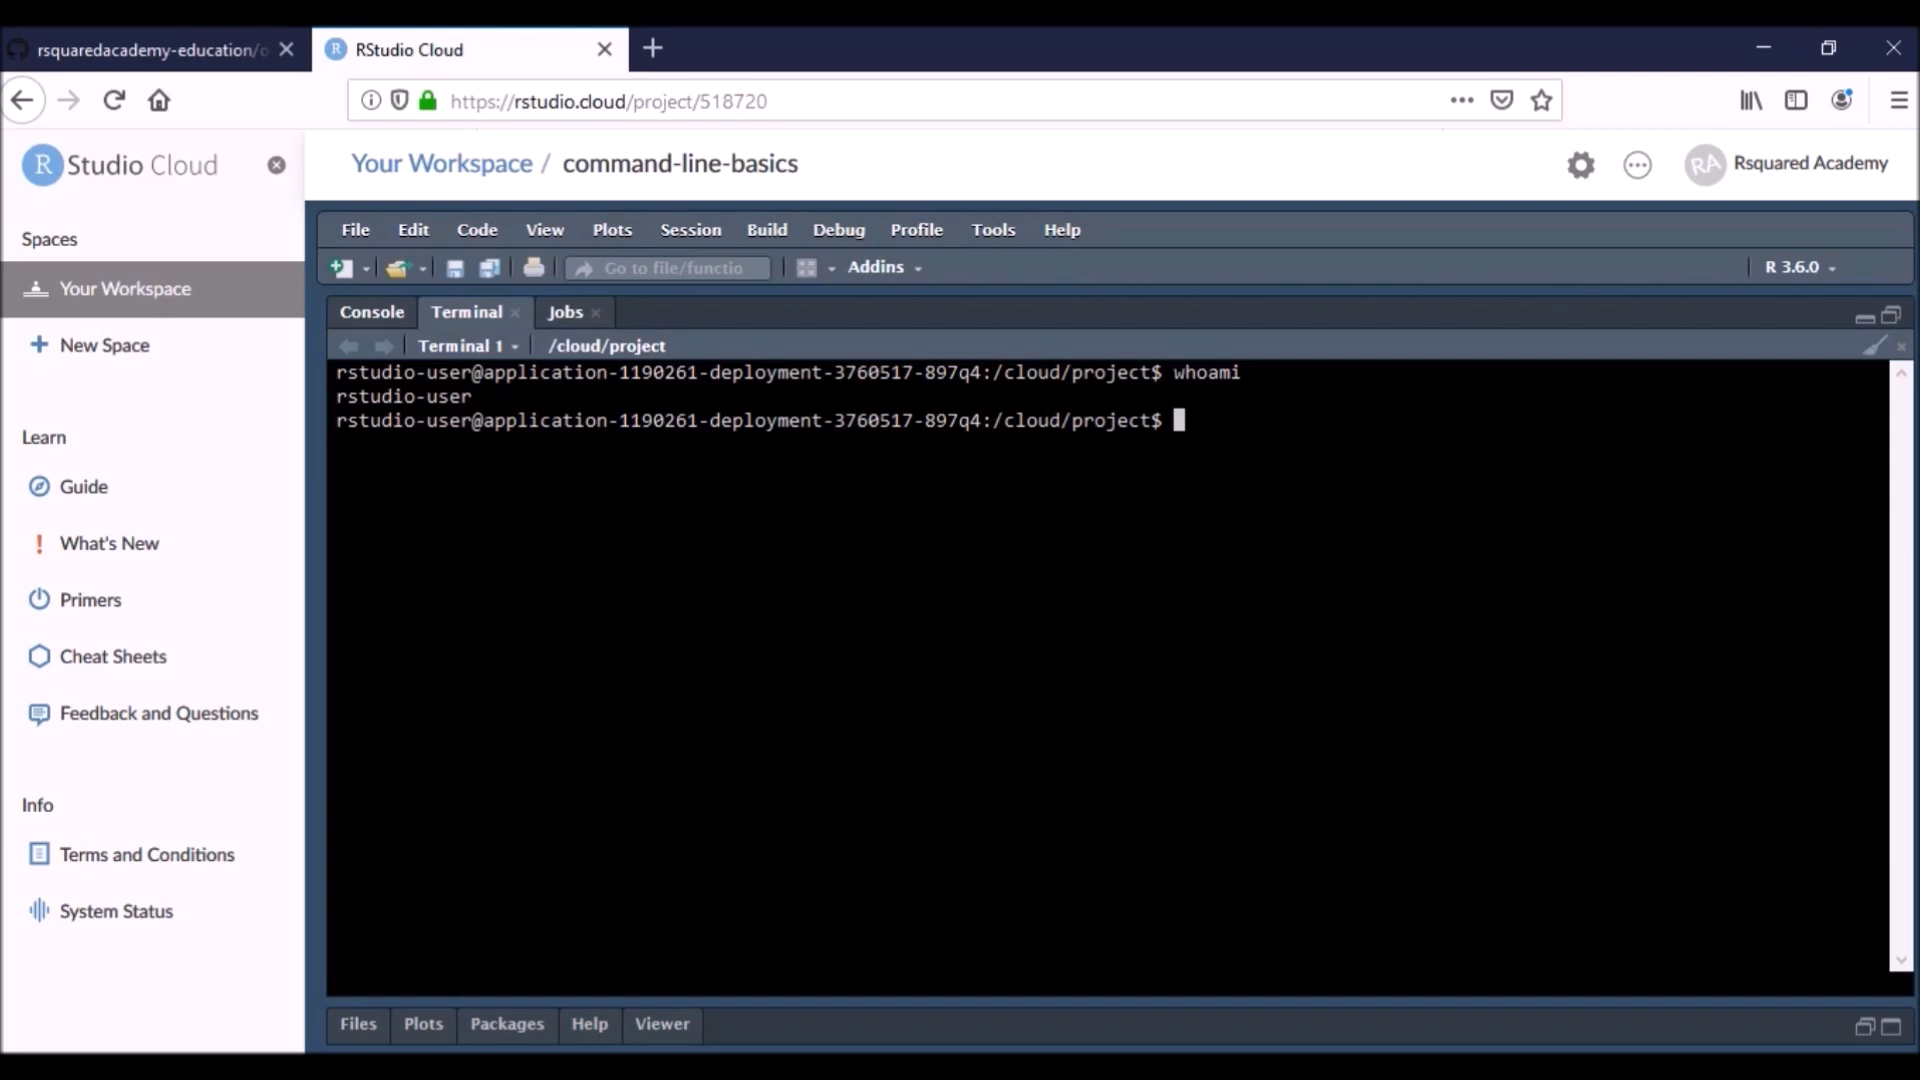 rsquaredacademy-education/o
RStudio Cloud
https://rstudio.cloud/project/518720
R Studio Cloud
Your Workspace / command-line-basics
RA Rsquared Academy
Spaces
Your Workspace
New Space
Learn
Guide
What's New
Primers
Cheat Sheets
Feedback and Questions
Info
Terms and Conditions
System Status
File Edit Code View Plots Session Build Debug Profile Tools Help
Go to file/functio Addins R 3.6.0
Console Terminal Jobs
Terminal 1 /cloud/project
rstudio-user@application-1190261-deployment-3760517-897q4:/cloud/project$ whoami
rstudio-user
rstudio-user@application-1190261-deployment-3760517-897q4:/cloud/project$
Files Plots Packages Help Viewer